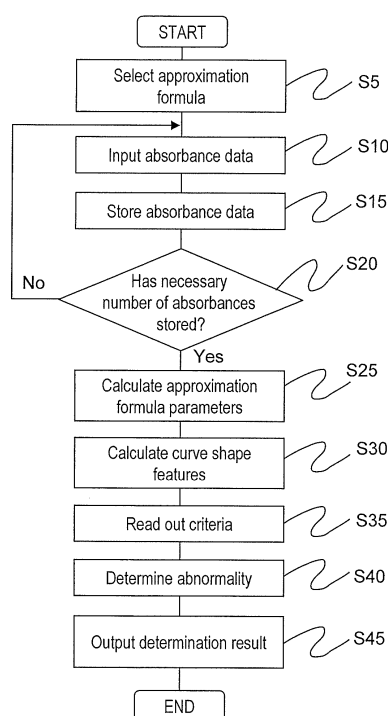 START
Select approximation
formula
S5
Input absorbance data
S10
Store absorbance data
S15
Has necessary
number of absorbances
stored?
S20
No
Yes
Calculate approximation
formula parameters
S25
Calculate curve shape
features
S30
Read out criteria
S35
Determine abnormality
S40
Output determination result
S45
END